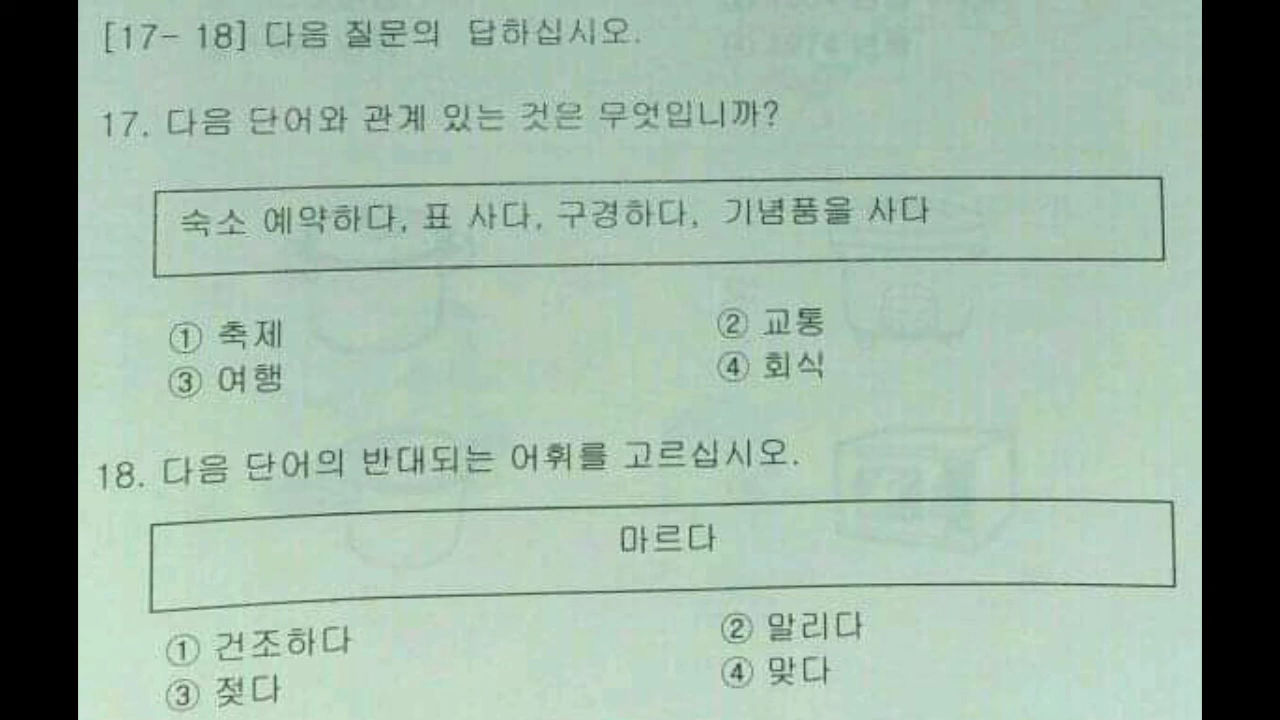 [17- 18] 다음 질문의 답하십시오.
17. 다음 단어와 관계 있는 것은 무엇입니까?
숙소 예약하다, 표 사다, 구경하다, 기념품을 사다
① 축제 ② 교통
③ 여행 ④ 회식
18. 다음 단어의 반대되는 어휘를 고르십시오.
마르다
① 건조하다 ② 말리다
③ 젖다 ④ 맞다